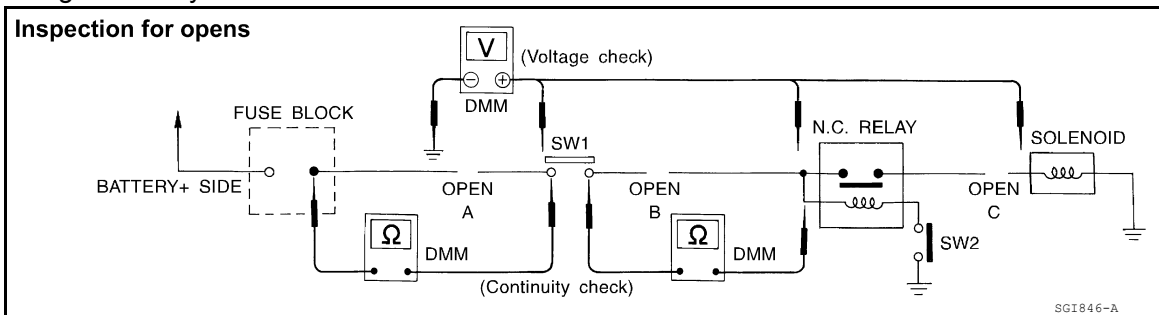 Inspection for opens
V
(Voltage check)
DMM
FUSE BLOCK
N.C. RELAY
SW1
SOLENOID
BATTERY+ SIDE
OPEN
A
OPEN
B
OPEN
C
Ω
DMM
Ω
DMM
SW2
(Continuity check)
SGI846-A